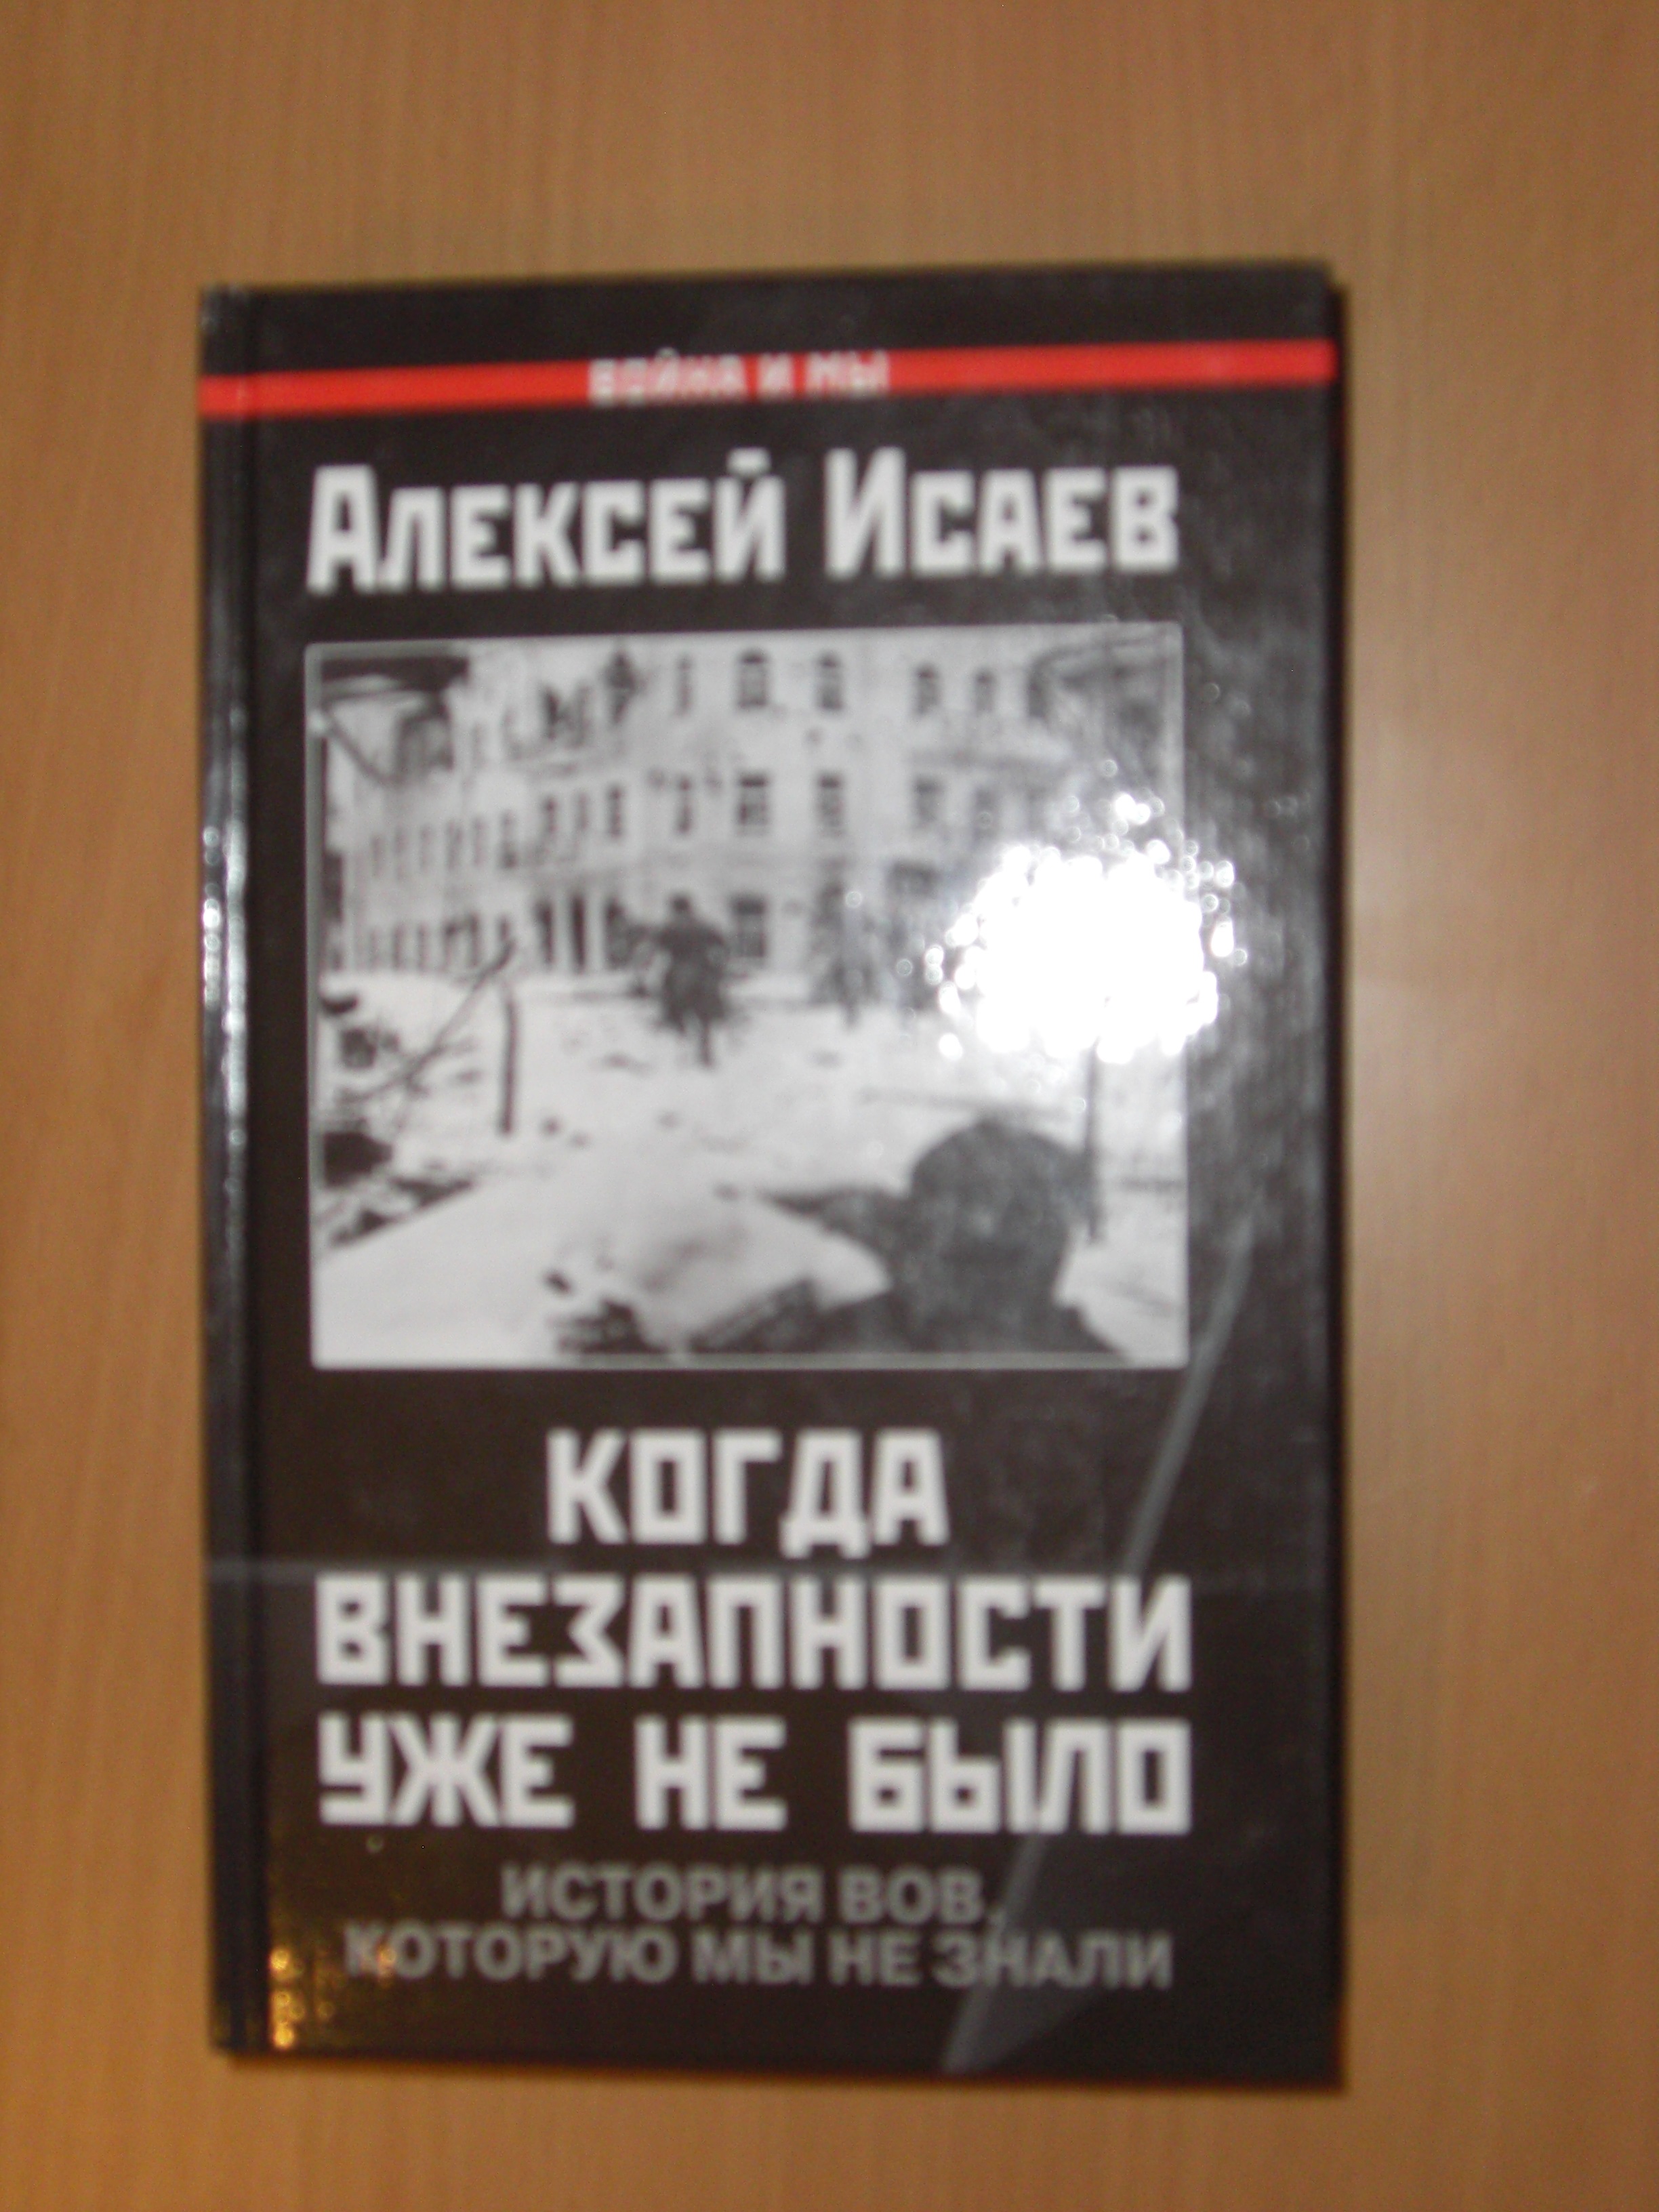 ВОЙНА И МЫ
АЛЕКСЕЙ ИСАЕВ
КОГДА
ВНЕЗАПНОСТИ
УЖЕ НЕ БЫЛО
ИСТОРИЯ ВОВ,
КОТОРУЮ МЫ НЕ ЗНАЛИ